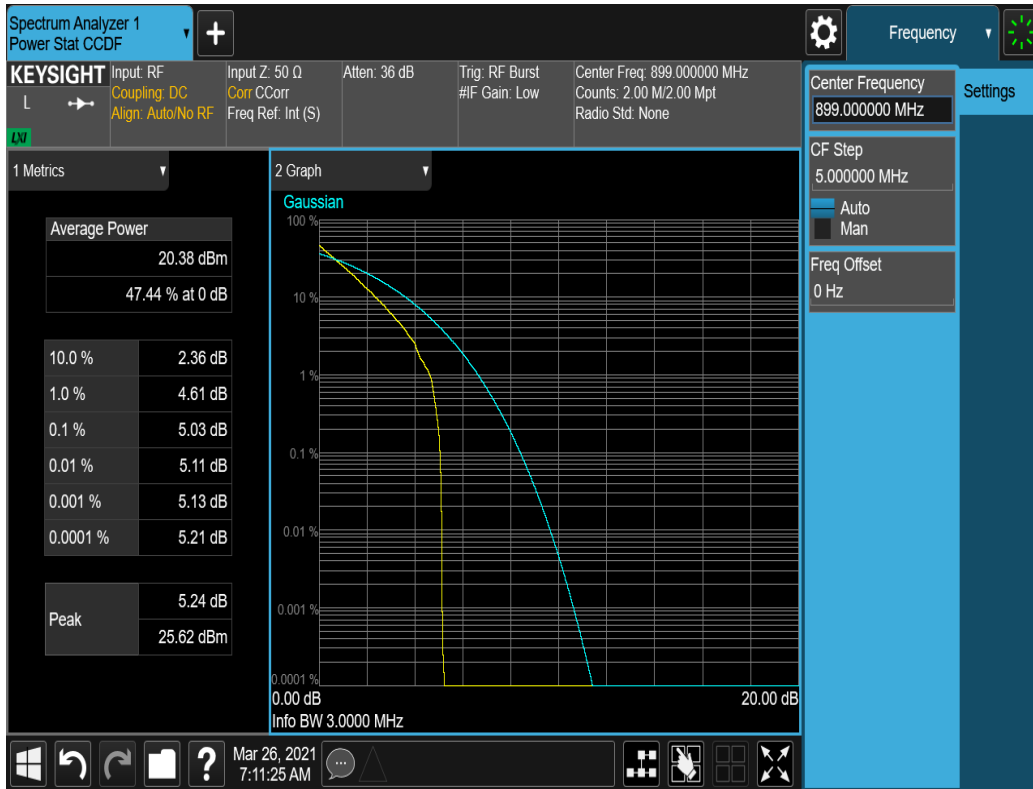 Spectrum Analyzer 1
Power Stat CCDF
+
Frequency
KEYSIGHT
L
LXI
Input: RF
Coupling: DC
Align: Auto/No RF
Input Z: 50 Ω
Corr CCorr
Freq Ref: Int (S)
Atten: 36 dB
Trig: RF Burst
#IF Gain: Low
Center Freq: 899.000000 MHz
Counts: 2.00 M/2.00 Mpt
Radio Std: None
Center Frequency
899.000000 MHz
Settings
CF Step
5.000000 MHz
Auto
Man
Freq Offset
0 Hz
1 Metrics
Average Power
20.38 dBm
47.44 % at 0 dB
10.0 % 2.36 dB
1.0 % 4.61 dB
0.1 % 5.03 dB
0.01 % 5.11 dB
0.001 % 5.13 dB
0.0001 % 5.21 dB
Peak
5.24 dB
25.62 dBm
2 Graph
Gaussian
100 %
10 %
1 %
0.1 %
0.01 %
0.001 %
0.0001 %
0.00 dB 20.00 dB
Info BW 3.0000 MHz
?
Mar 26, 2021
7:11:25 AM